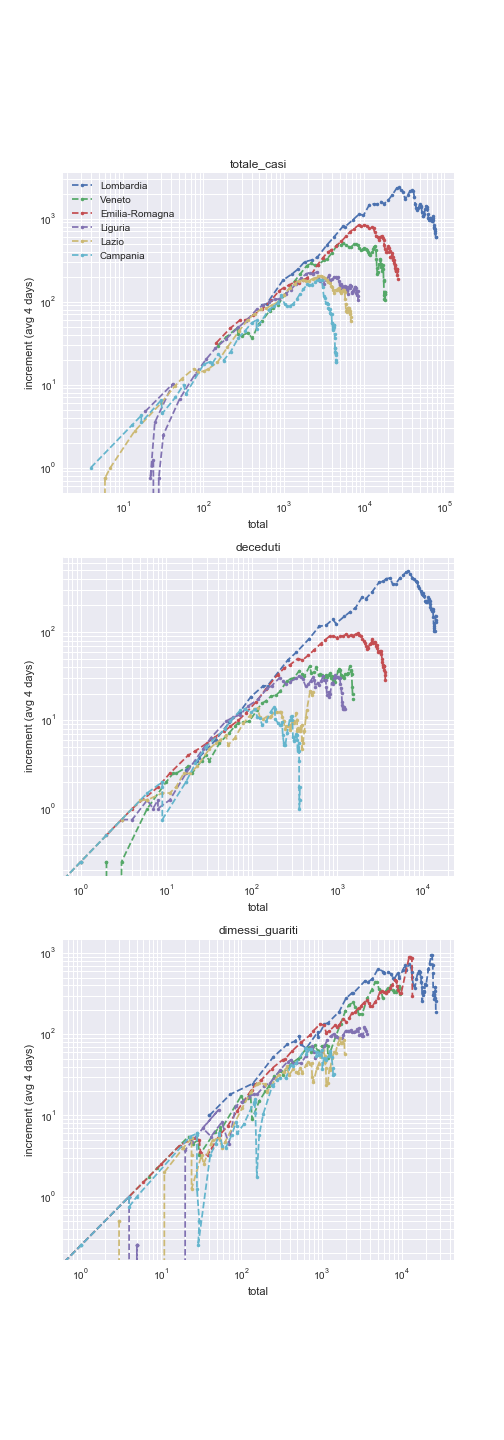 totale_casi
Lombardia
Veneto
Emilia-Romagna
Liguria
Lazio
Campania
increment (avg 4 days)
10³
10²
10¹
10⁰
10¹
10²
10³
10⁴
10⁵
total
deceduti
increment (avg 4 days)
10²
10¹
10⁰
10⁰
10¹
10²
10³
10⁴
total
dimessi_guariti
increment (avg 4 days)
10³
10²
10¹
10⁰
10⁰
10¹
10²
10³
10⁴
total